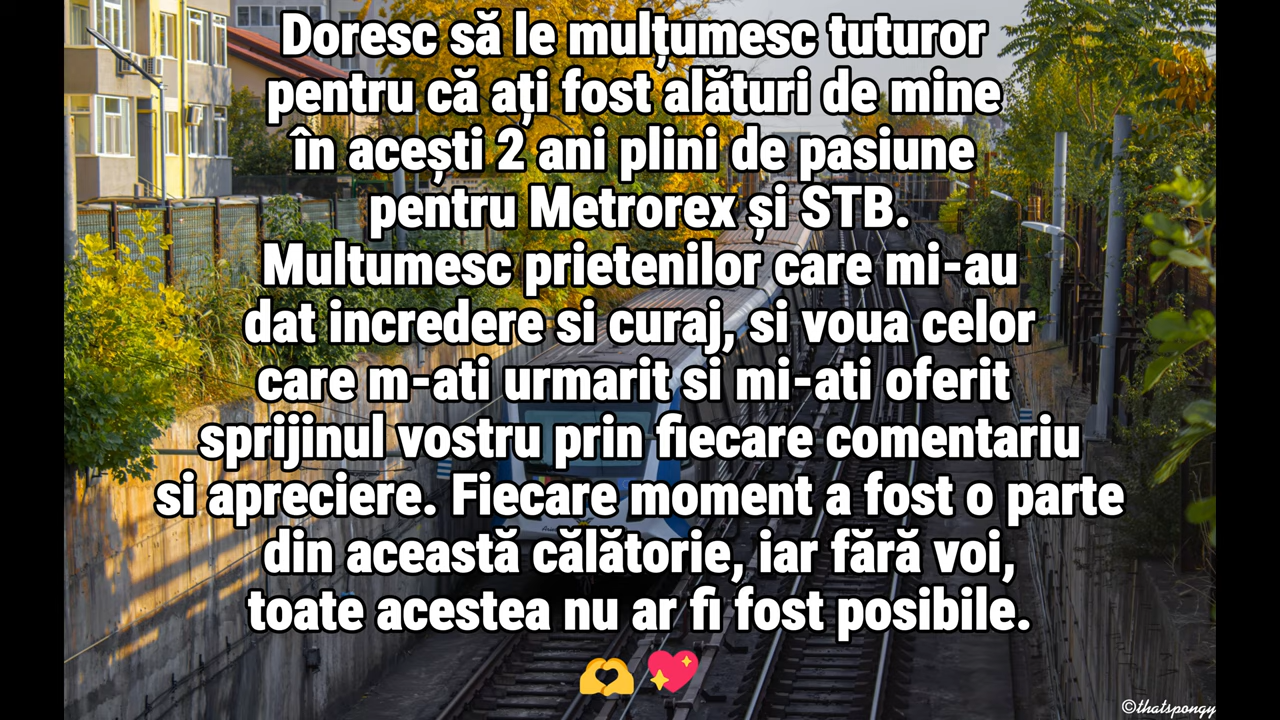 Doresc să le mulțumesc tuturor
pentru că ați fost alături de mine
în acești 2 ani plini de pasiune
pentru Metrorex și STB.
Multumesc prietenilor care mi-au
dat incredere si curaj, si voua celor
care m-ati urmarit si mi-ati oferit
sprijinul vostru prin fiecare comentariu
si apreciere. Fiecare moment a fost o parte
din această călătorie, iar fără voi,
toate acestea nu ar fi fost posibile.
🫶💖
©thatspongy